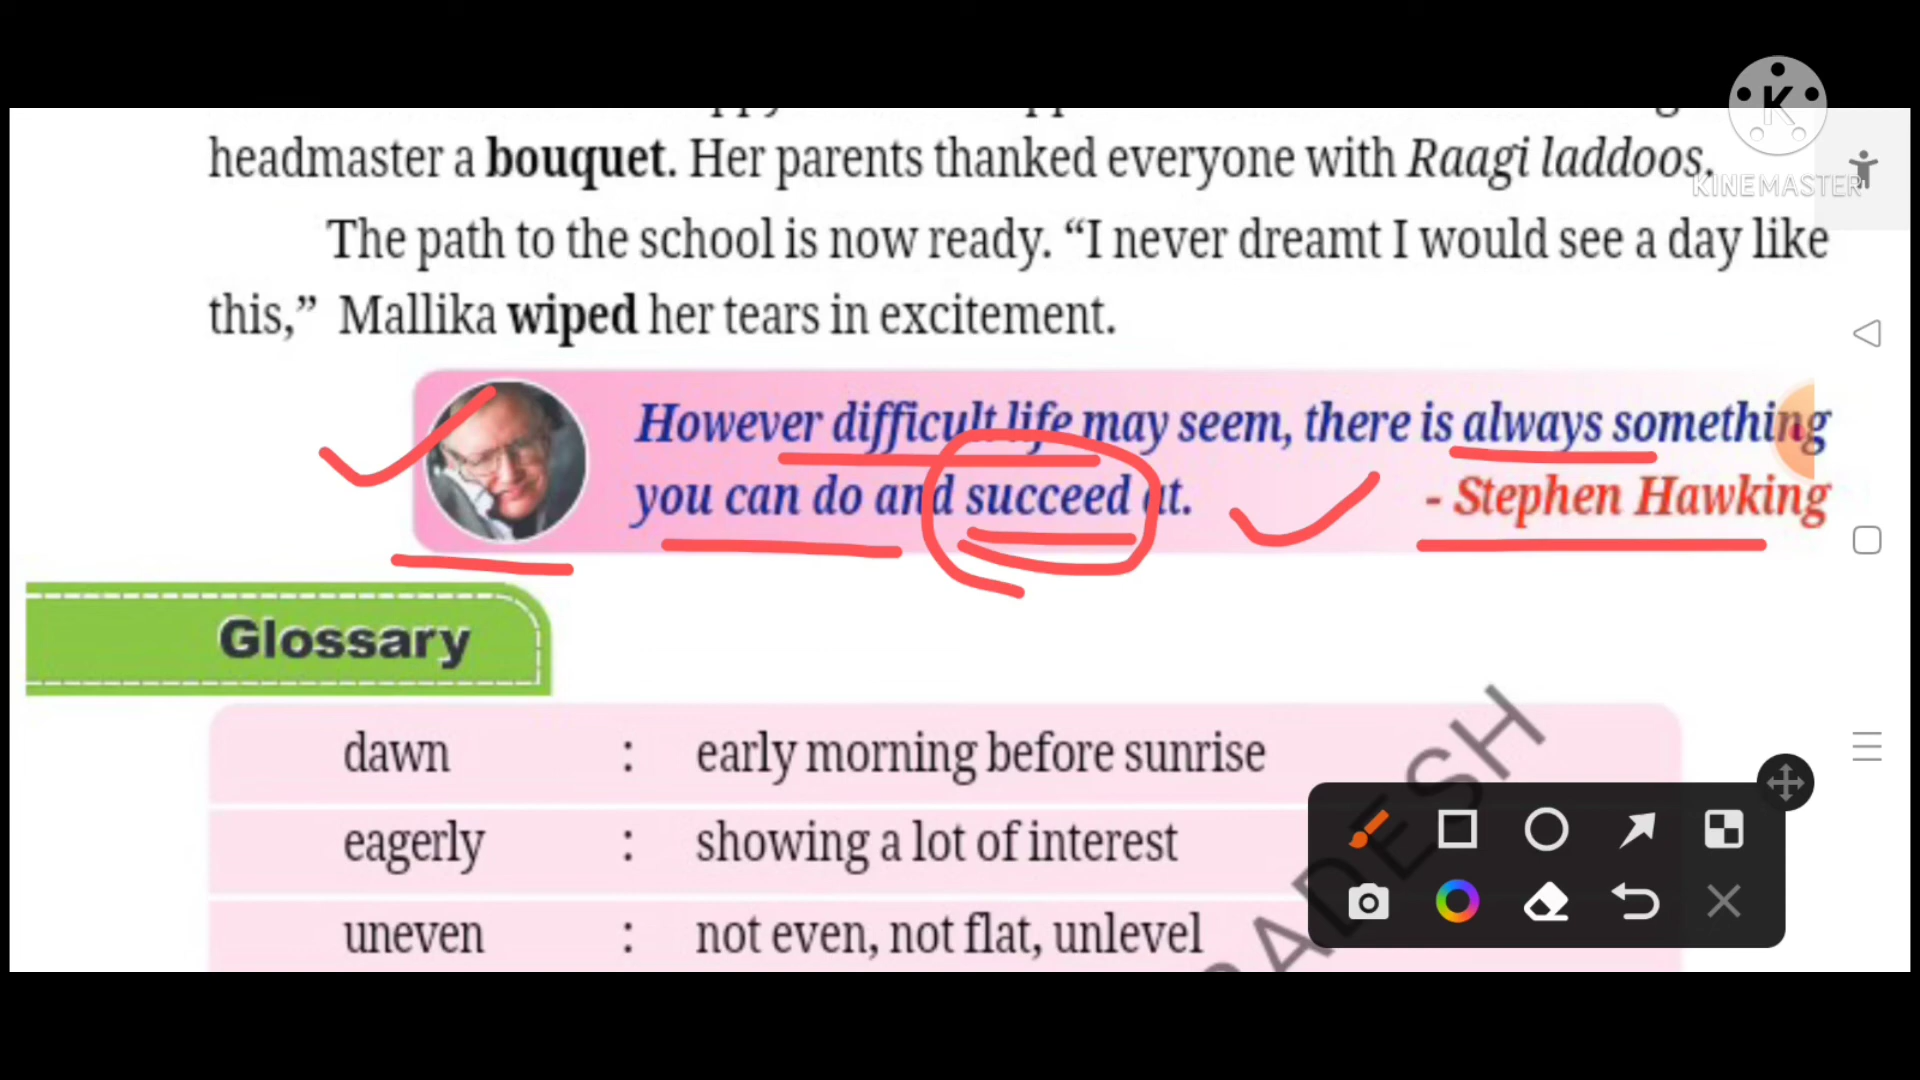 K
KINEMASTER
headmaster a bouquet. Her parents thanked everyone with Raagi laddoos.
The path to the school is now ready. “I never dreamt I would see a day like
this,” Mallika wiped her tears in excitement.
However difficult life may seem, there is always something
you can do and succeed at.
- Stephen Hawking
Glossary
dawn : early morning before sunrise
eagerly : showing a lot of interest
uneven : not even, not flat, unlevel